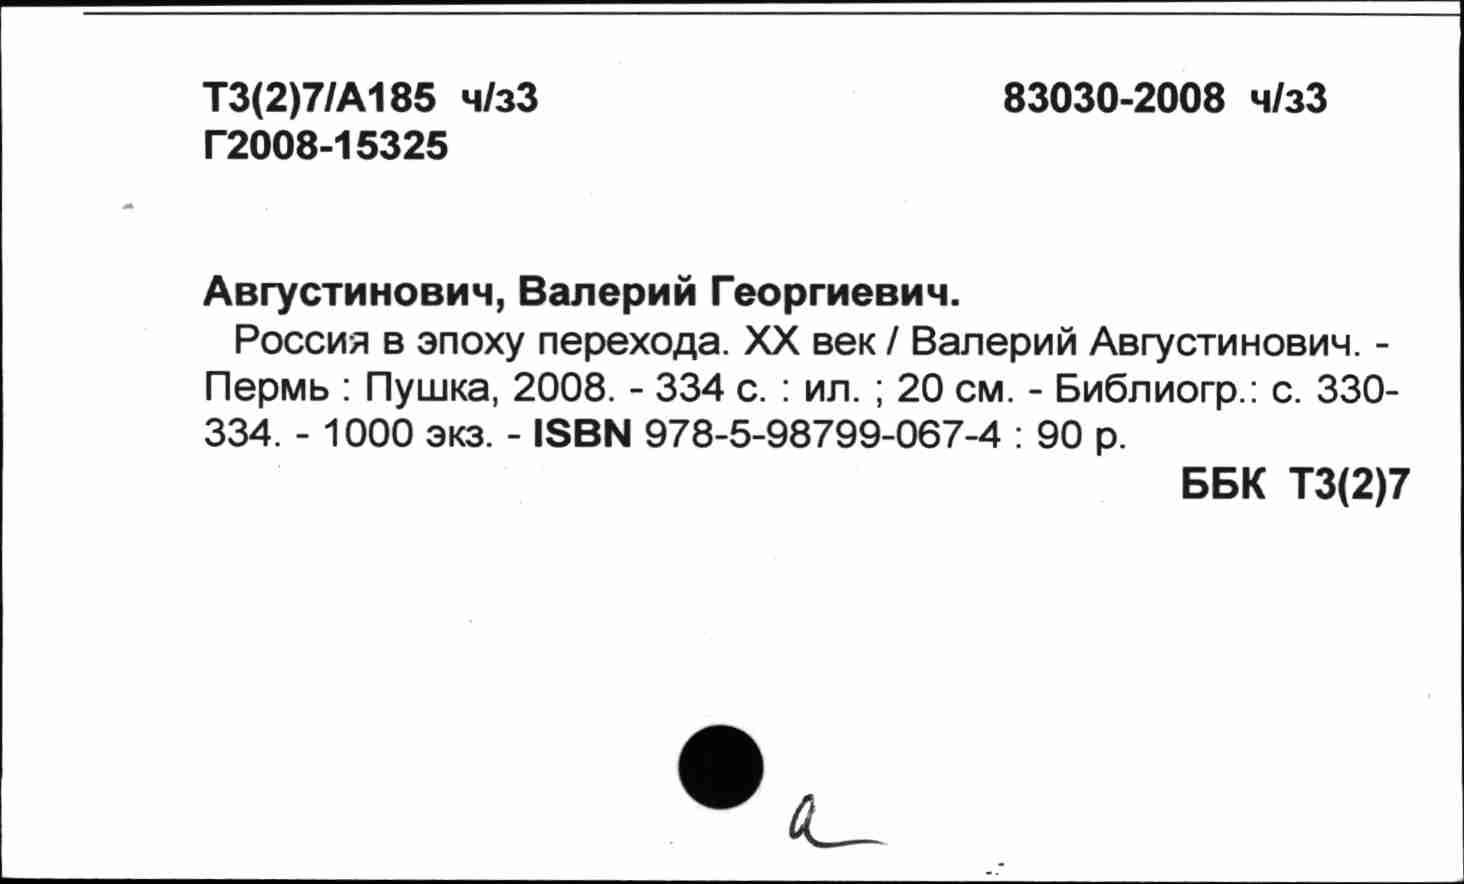 Т3(2)7/А185 ч/з3 83030-2008 ч/з3
Г2008-15325
Августинович, Валерий Георгиевич.
Россия в эпоху перехода. XX век / Валерий Августинович. -
Пермь : Пушка, 2008. - 334 с. : ил. ; 20 см. - Библиогр.: с. 330-
334. - 1000 экз. - ISBN 978-5-98799-067-4 : 90 р.
ББК Т3(2)7
а